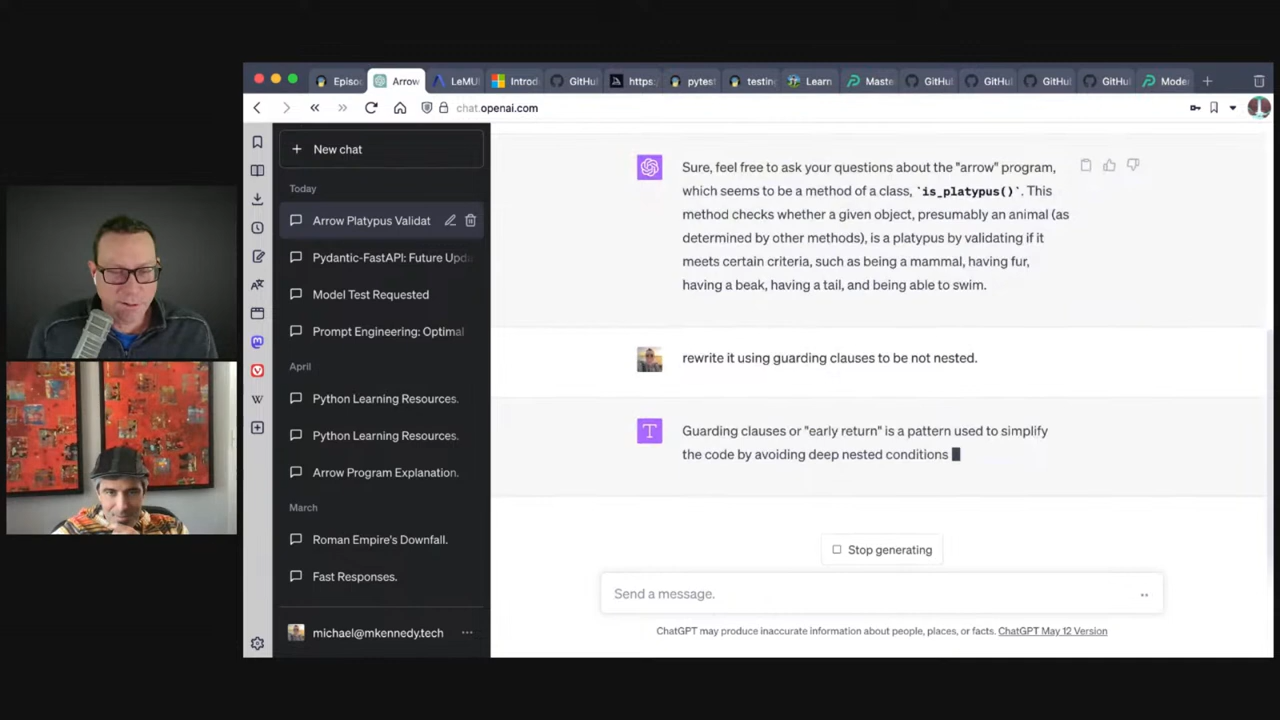 Episo
Arrow
LeMU
Introd
GitHu
https:
pytes
testin
Learn
Maste
GitHu
GitHu
GitHu
GitHu
Moder
chat.openai.com
New chat
Today
Arrow Platypus Validat
Pydantic-FastAPI: Future Upda
Model Test Requested
Prompt Engineering: Optimal
April
Python Learning Resources.
Python Learning Resources.
Arrow Program Explanation.
March
Roman Empire's Downfall.
Fast Responses.
michael@mkennedy.tech
Sure, feel free to ask your questions about the "arrow" program,
which seems to be a method of a class, `is_platypus()`. This
method checks whether a given object, presumably an animal (as
determined by other methods), is a platypus by validating if it
meets certain criteria, such as being a mammal, having fur,
having a beak, having a tail, and being able to swim.
rewrite it using guarding clauses to be not nested.
T
Guarding clauses or "early return" is a pattern used to simplify
the code by avoiding deep nested conditions
Stop generating
Send a message.
ChatGPT may produce inaccurate information about people, places, or facts. ChatGPT May 12 Version